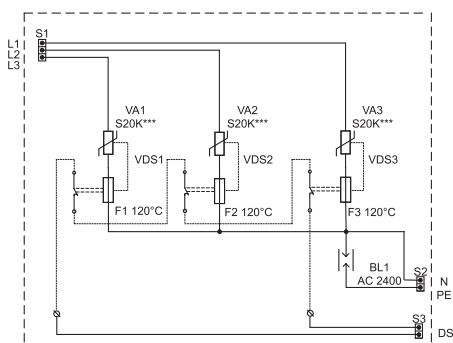 S1
L1
L2
L3
VA1
S20K***
VA2
S20K***
VA3
S20K***
VDS1
VDS2
VDS3
F1 120°C
F2 120°C
F3 120°C
BL1
AC 2400
S2
N
PE
S3
DS